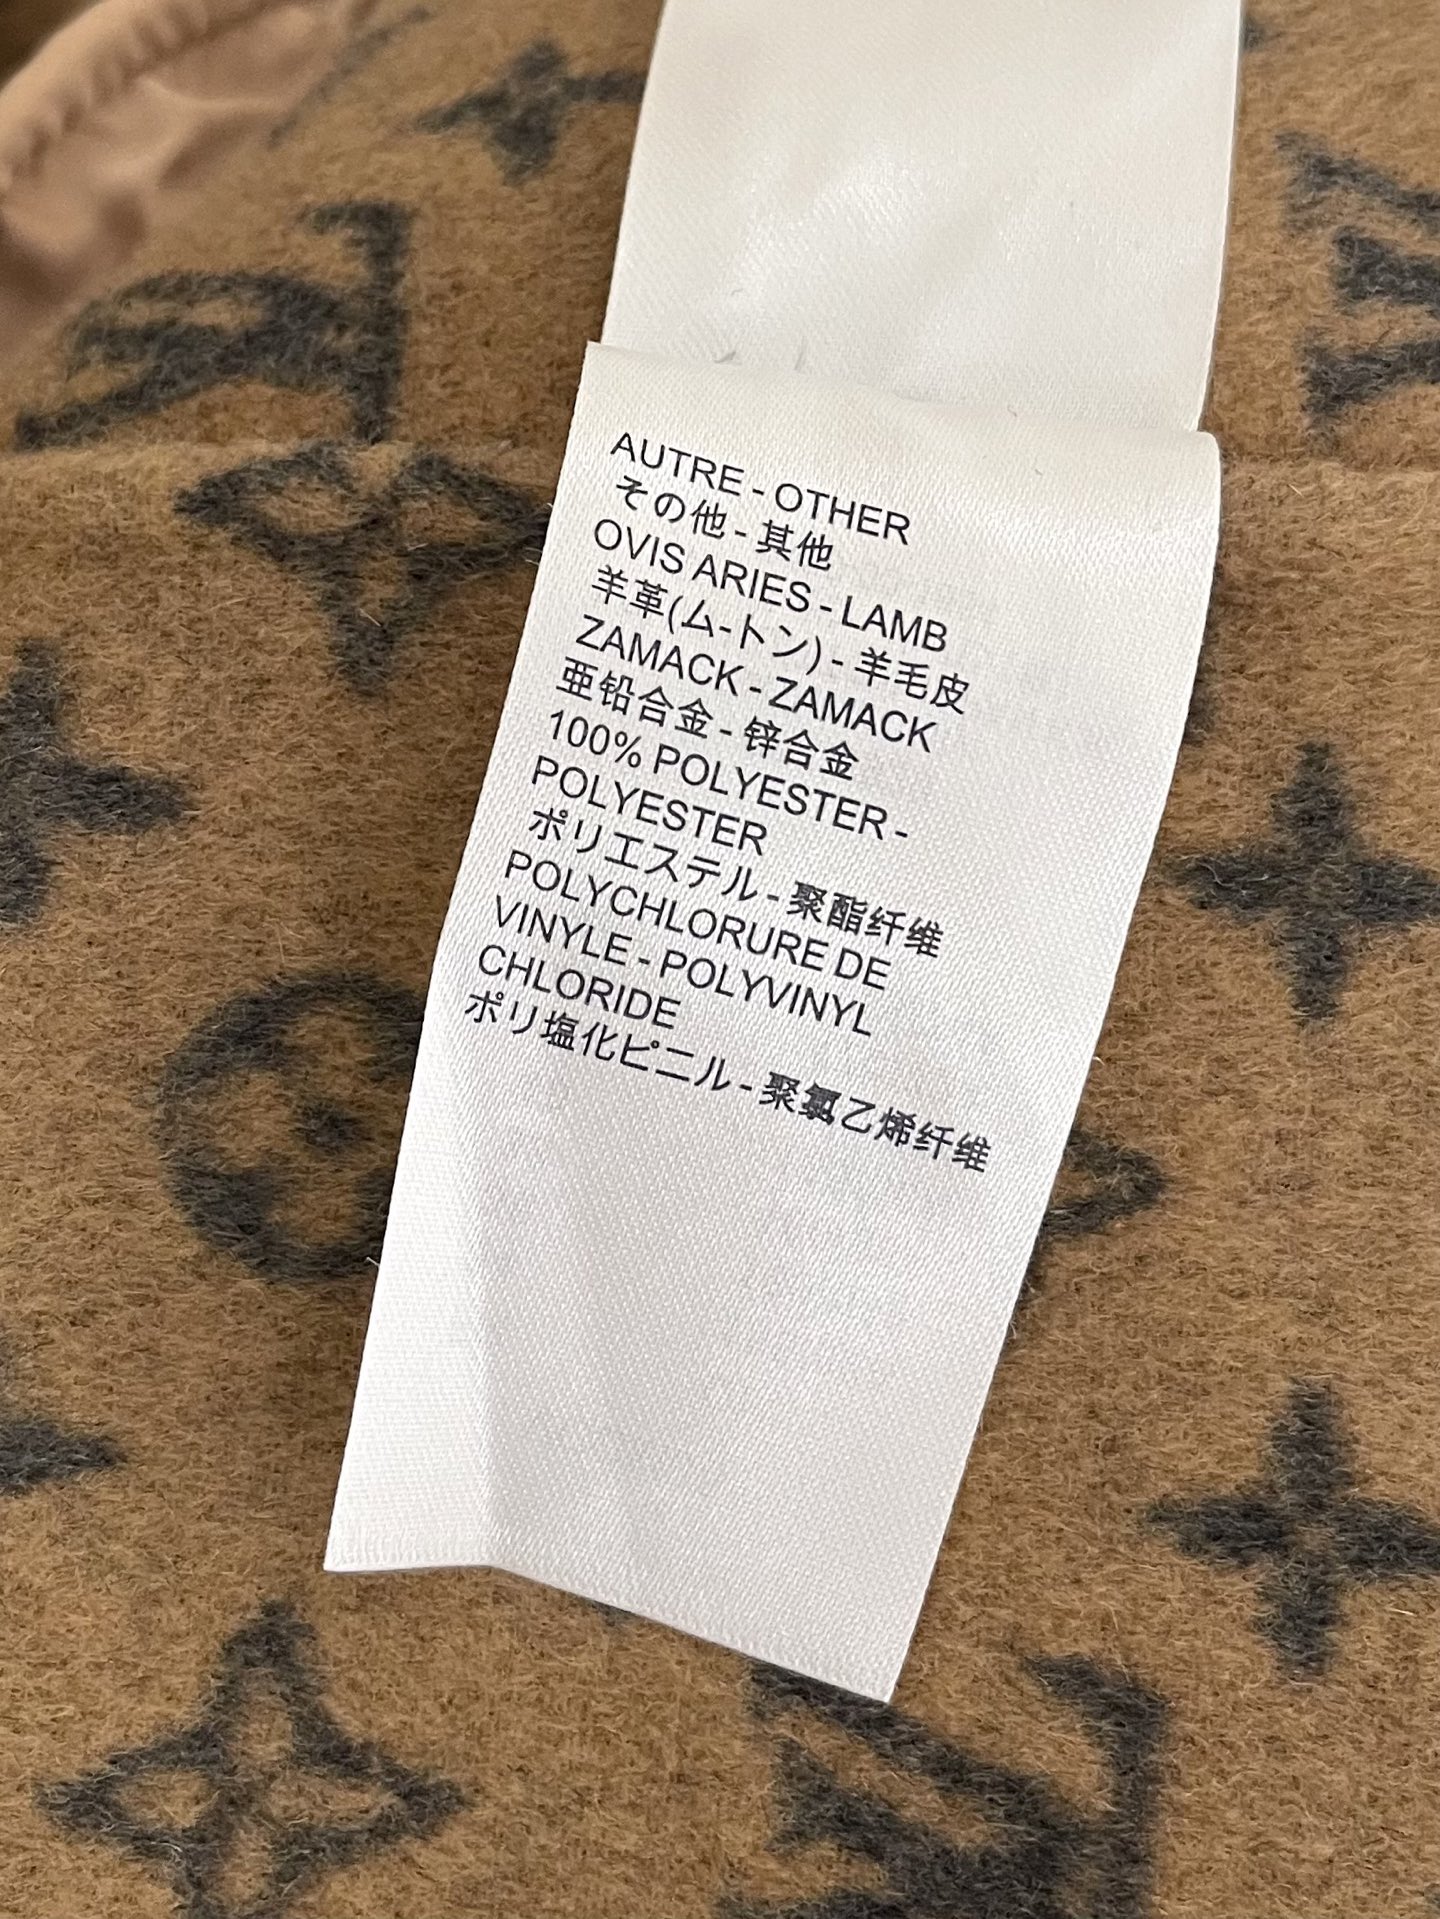 AUTRE - OTHER
その他 - 其他
OVIS ARIES - LAMB
羊革(ム-トン) - 羊毛皮
ZAMACK - ZAMACK
亜鉛合金 - 锌合金
100% POLYESTER -
POLYESTER
ポリエステル - 聚酯纤维
POLYCHLORURE DE
VINYLE - POLYVINYL
CHLORIDE
ポリ塩化ビニル - 聚氯乙烯纤维